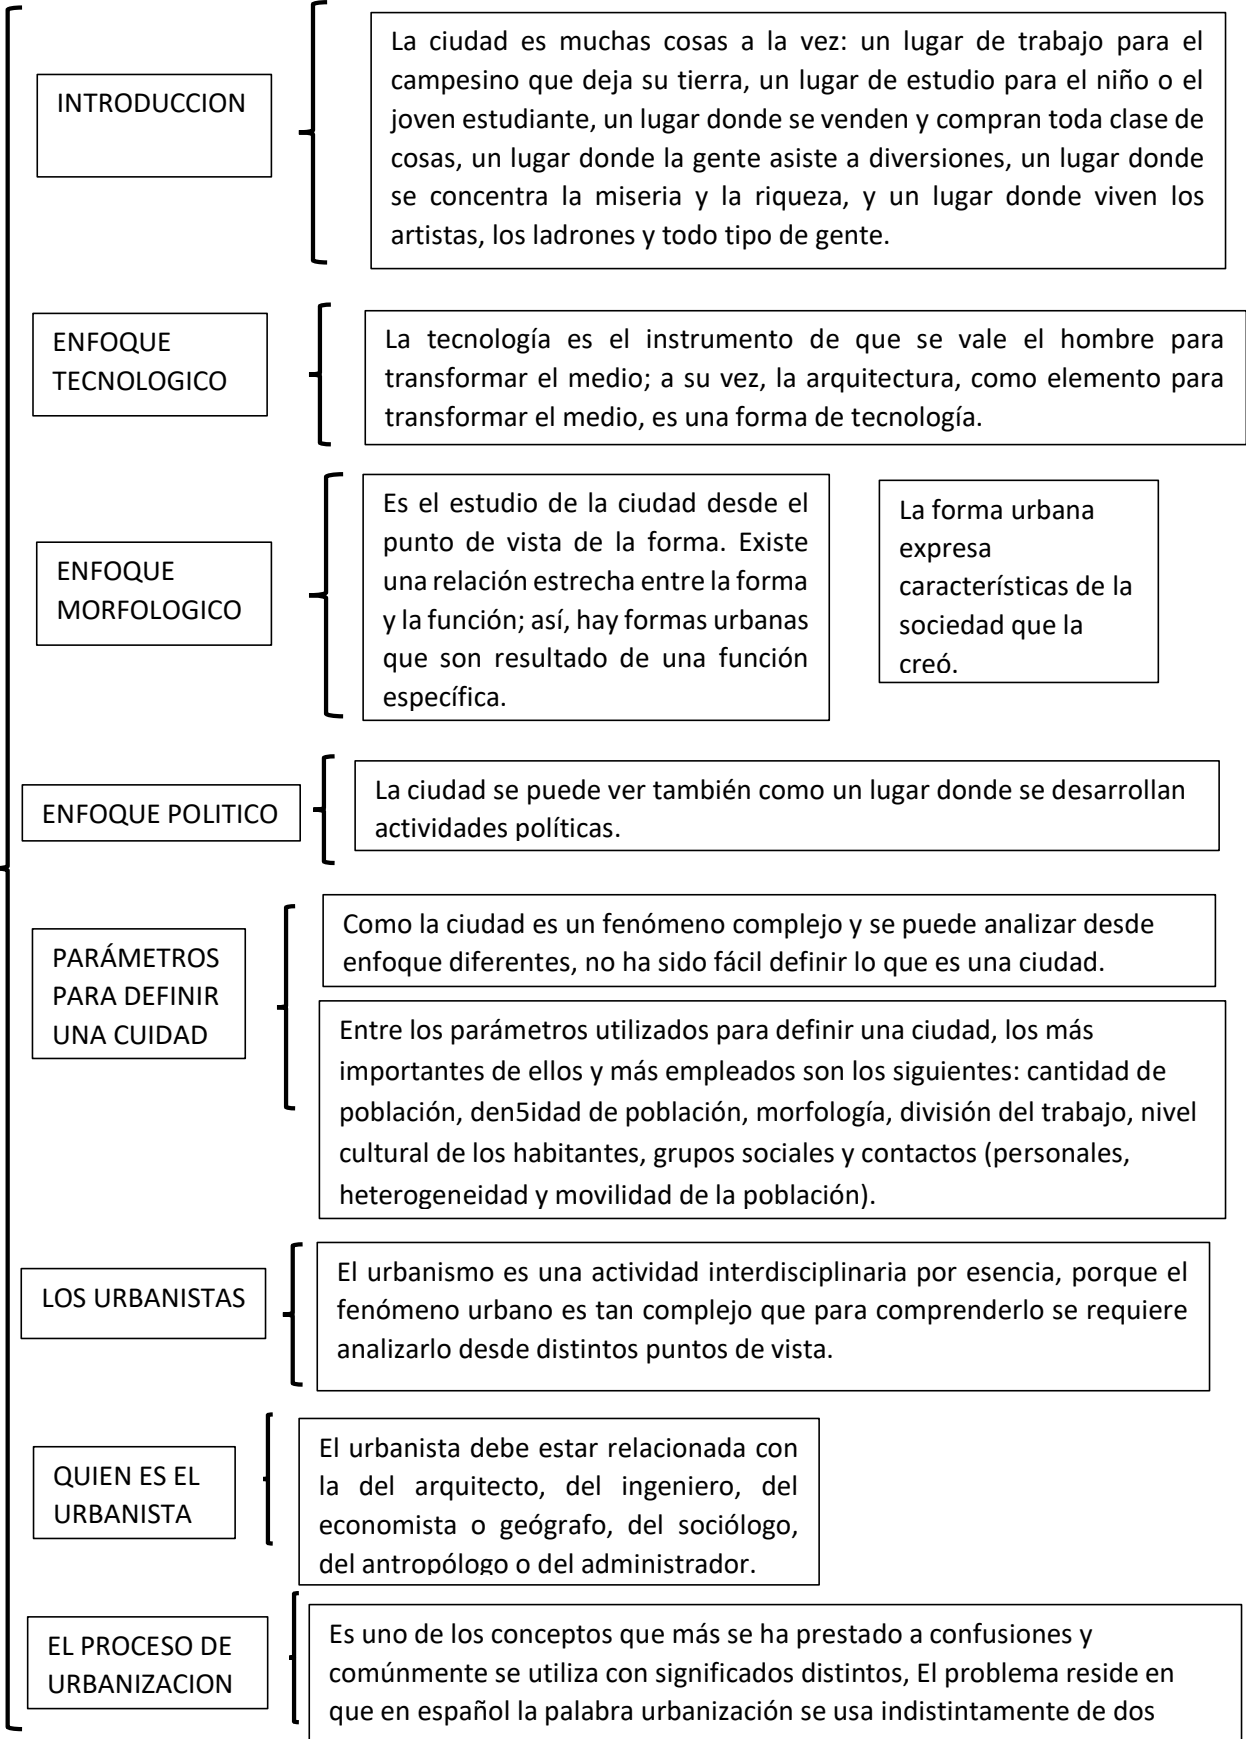 INTRODUCCION
La ciudad es muchas cosas a la vez: un lugar de trabajo para el
campesino que deja su tierra, un lugar de estudio para el niño o el
joven estudiante, un lugar donde se venden y compran toda clase de
cosas, un lugar donde la gente asiste a diversiones, un lugar donde
se concentra la miseria y la riqueza, y un lugar donde viven los
artistas, los ladrones y todo tipo de gente.
ENFOQUE
TECNOLOGICO
La tecnología es el instrumento de que se vale el hombre para
transformar el medio; a su vez, la arquitectura, como elemento para
transformar el medio, es una forma de tecnología.
ENFOQUE
MORFOLOGICO
Es el estudio de la ciudad desde el
punto de vista de la forma. Existe
una relación estrecha entre la forma
y la función; así, hay formas urbanas
que son resultado de una función
específica.
La forma urbana
expresa
características de la
sociedad que la
creó.
ENFOQUE POLITICO
La ciudad se puede ver también como un lugar donde se desarrollan
actividades políticas.
PARÁMETROS
PARA DEFINIR
UNA CUIDAD
Como la ciudad es un fenómeno complejo y se puede analizar desde
enfoque diferentes, no ha sido fácil definir lo que es una ciudad.
Entre los parámetros utilizados para definir una ciudad, los más
importantes de ellos y más empleados son los siguientes: cantidad de
población, den5idad de población, morfología, división del trabajo, nivel
cultural de los habitantes, grupos sociales y contactos (personales,
heterogeneidad y movilidad de la población).
LOS URBANISTAS
El urbanismo es una actividad interdisciplinaria por esencia, porque el
fenómeno urbano es tan complejo que para comprenderlo se requiere
analizarlo desde distintos puntos de vista.
QUIEN ES EL
URBANISTA
El urbanista debe estar relacionada con
la del arquitecto, del ingeniero, del
economista o geógrafo, del sociólogo,
del antropólogo o del administrador.
EL PROCESO DE
URBANIZACION
Es uno de los conceptos que más se ha prestado a confusiones y
comúnmente se utiliza con significados distintos, El problema reside en
que en español la palabra urbanización se usa indistintamente de dos